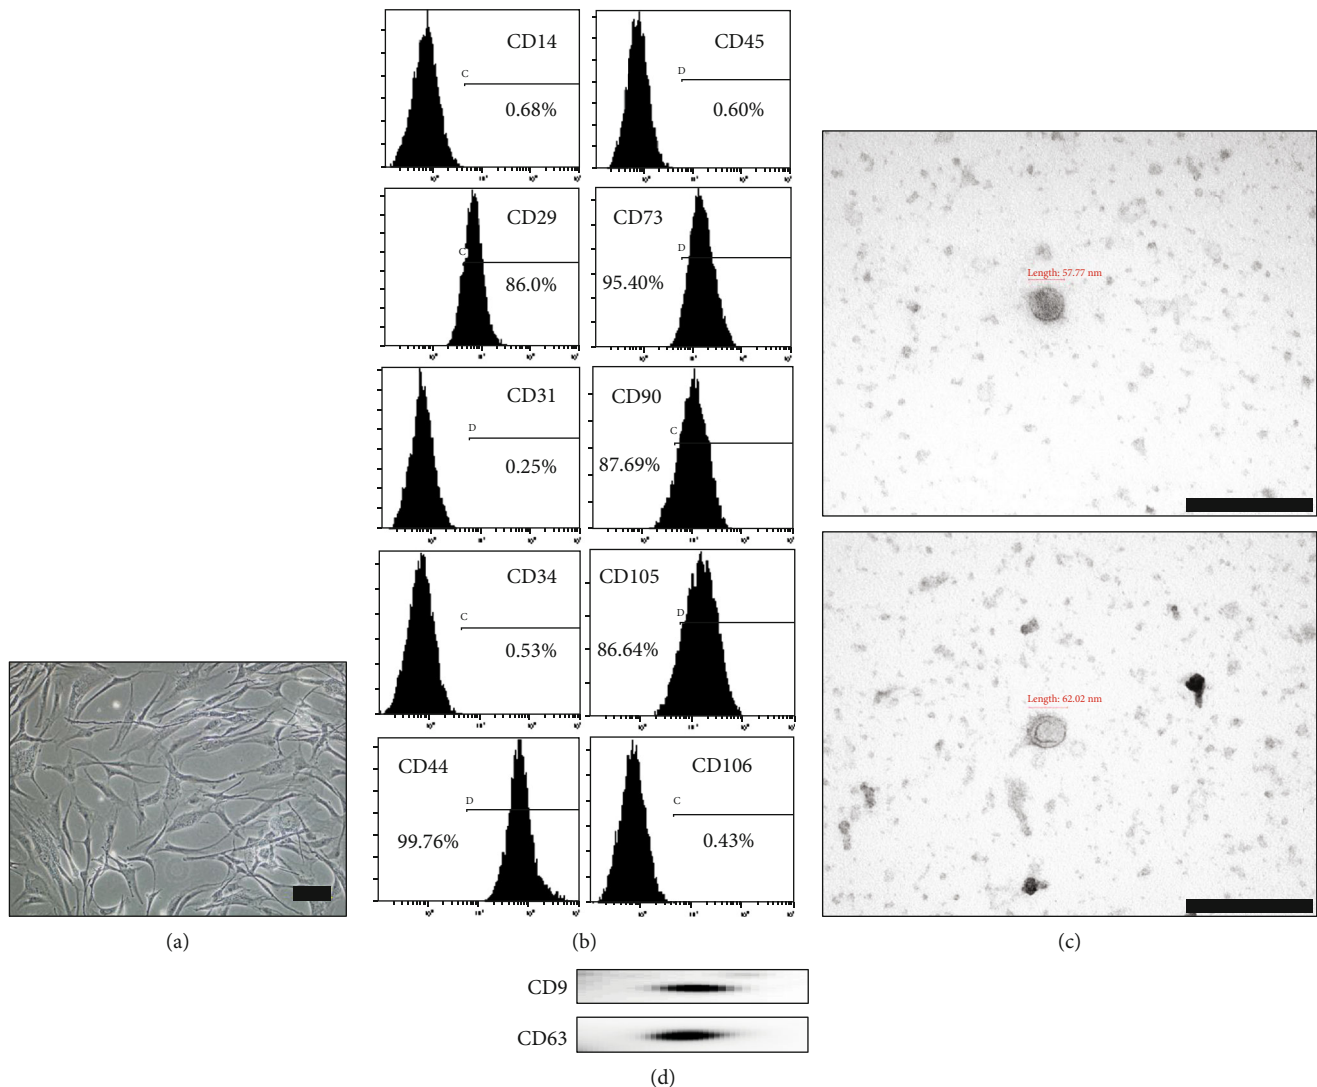 CD14
C
0.68%
CD45
D
0.60%
CD29
C
86.0%
CD73
D
95.40%
CD31
D
0.25%
CD90
C
87.69%
CD34
C
0.53%
CD105
D
86.64%
CD44
D
99.76%
CD106
C
0.43%
Length: 57.77 nm
Length: 62.02 nm
(a)
(b)
(c)
CD9
CD63
(d)